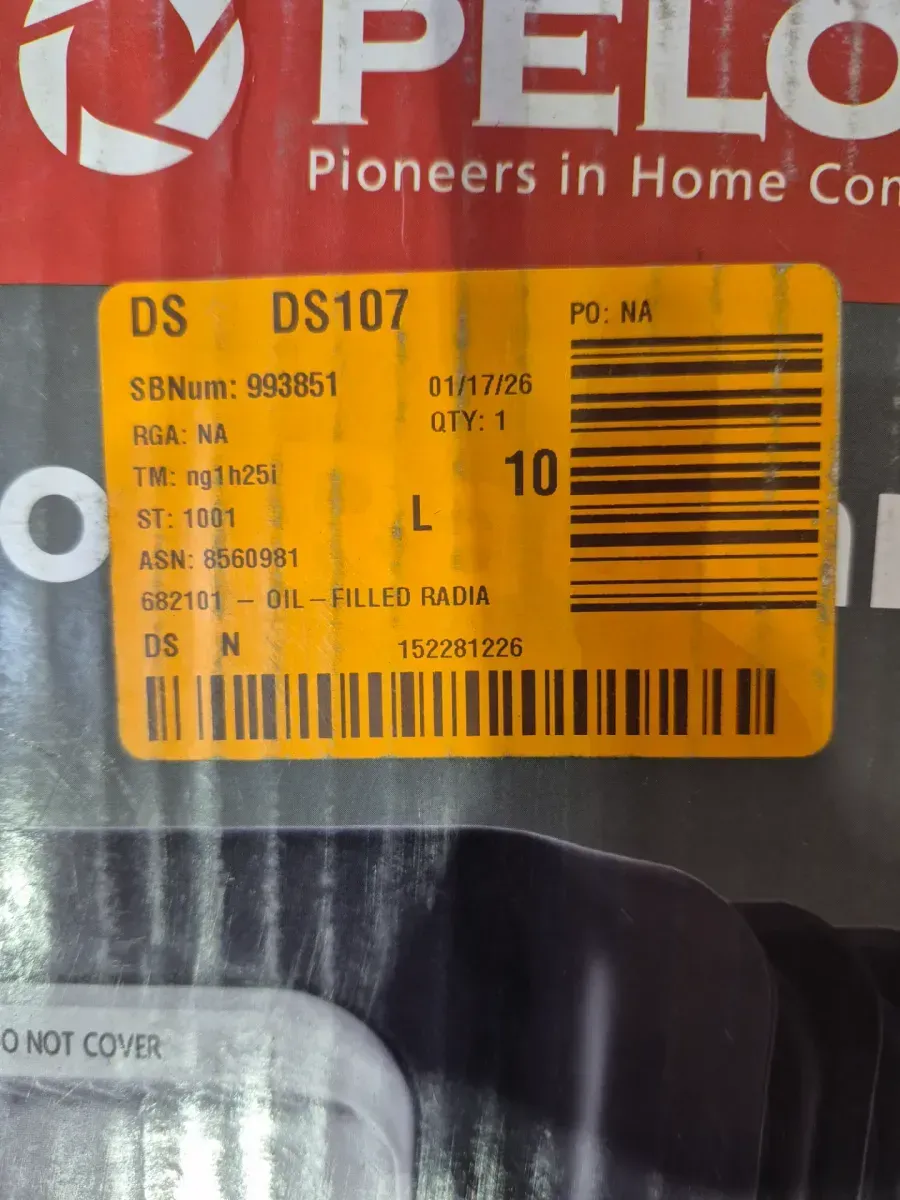 PELO
Pioneers in Home Con
DS DS107 PO: NA
SBNum: 993851 01/17/26
RGA: NA QTY: 1
TM: ng1h25i 10
ST: 1001 L
ASN: 8560981
682101 - OIL-FILLED RADIA
DS N 152281226
O NOT COVER